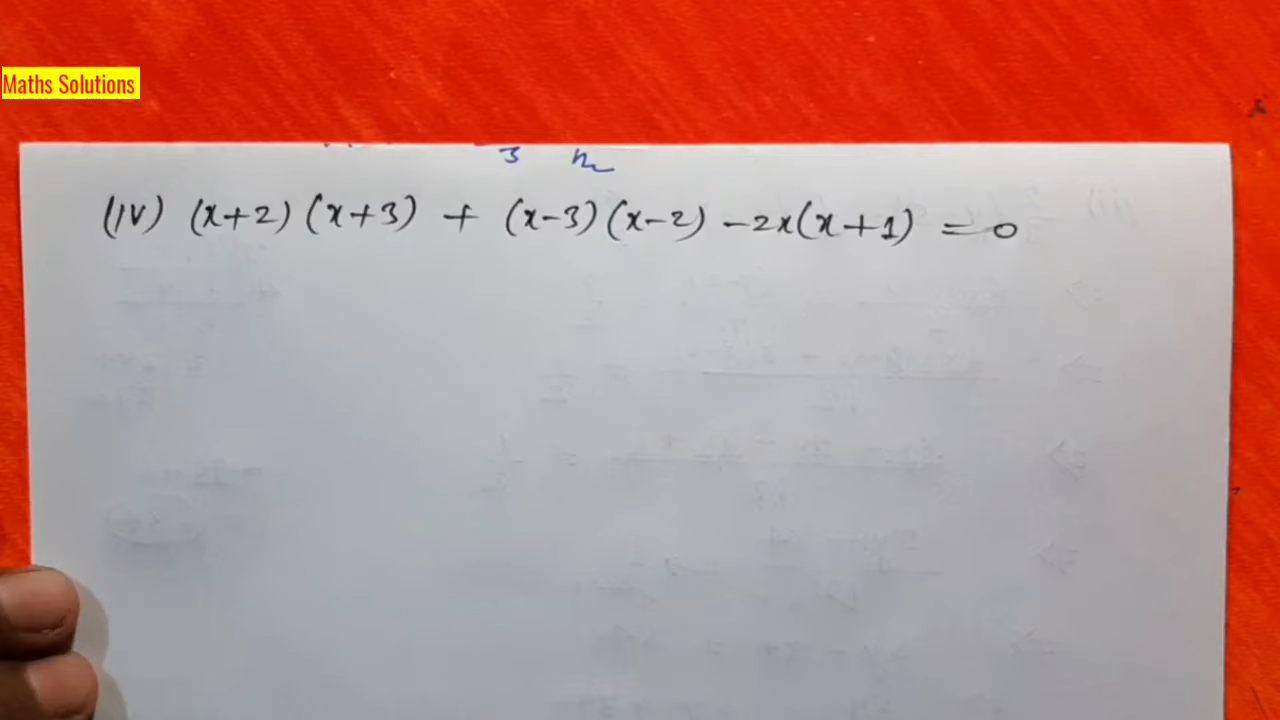 Maths Solutions
(IV) (x+2)(x+3) + (x-3)(x-2) -2x(x+1) = 0